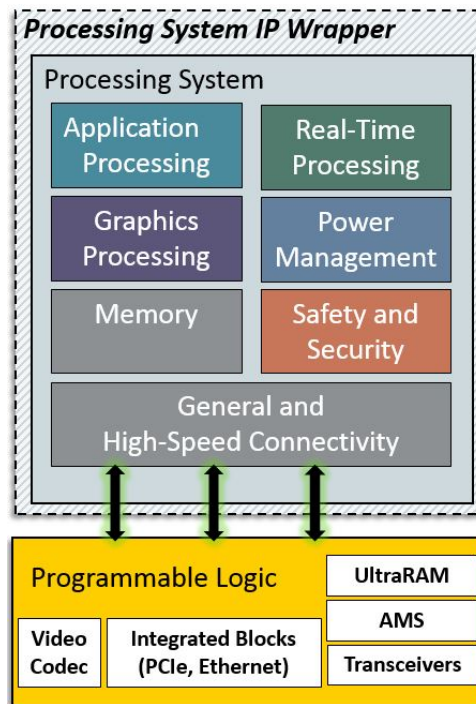 Processing System IP Wrapper
Processing System
Application
Processing
Real-Time
Processing
Graphics
Processing
Power
Management
Memory
Safety and
Security
General and
High-Speed Connectivity
Programmable Logic
UltraRAM
AMS
Transceivers
Video
Codec
Integrated Blocks
(PCIe, Ethernet)